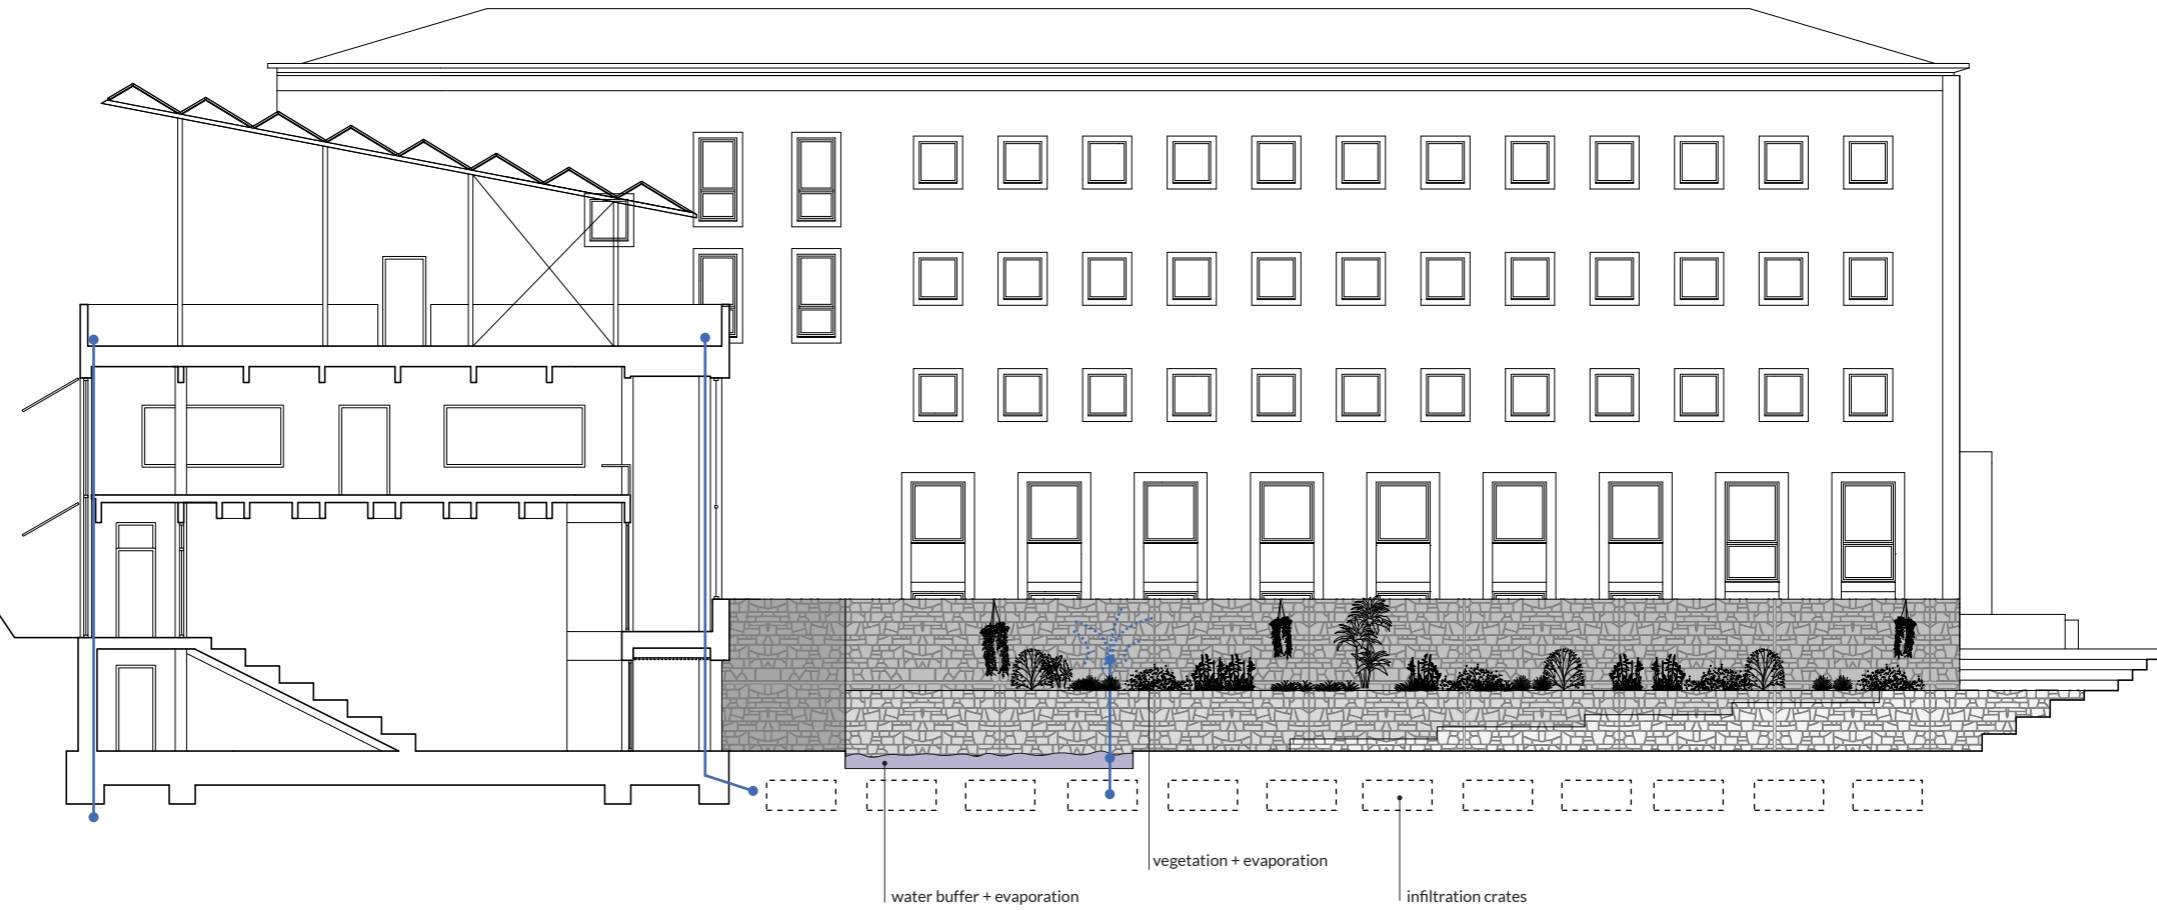 vegetation + evaporation
water buffer + evaporation
infiltration crates